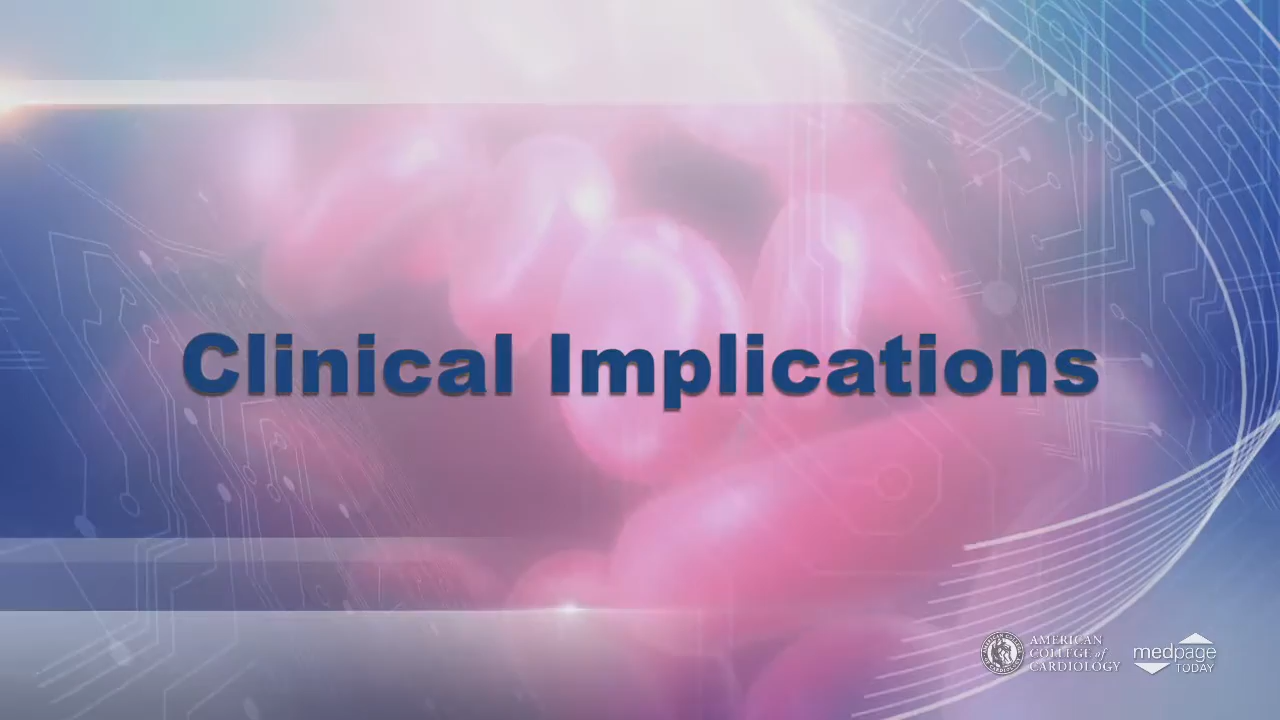 Clinical Implications
AMERICAN
COLLEGE of
CARDIOLOGY
medpage
TODAY